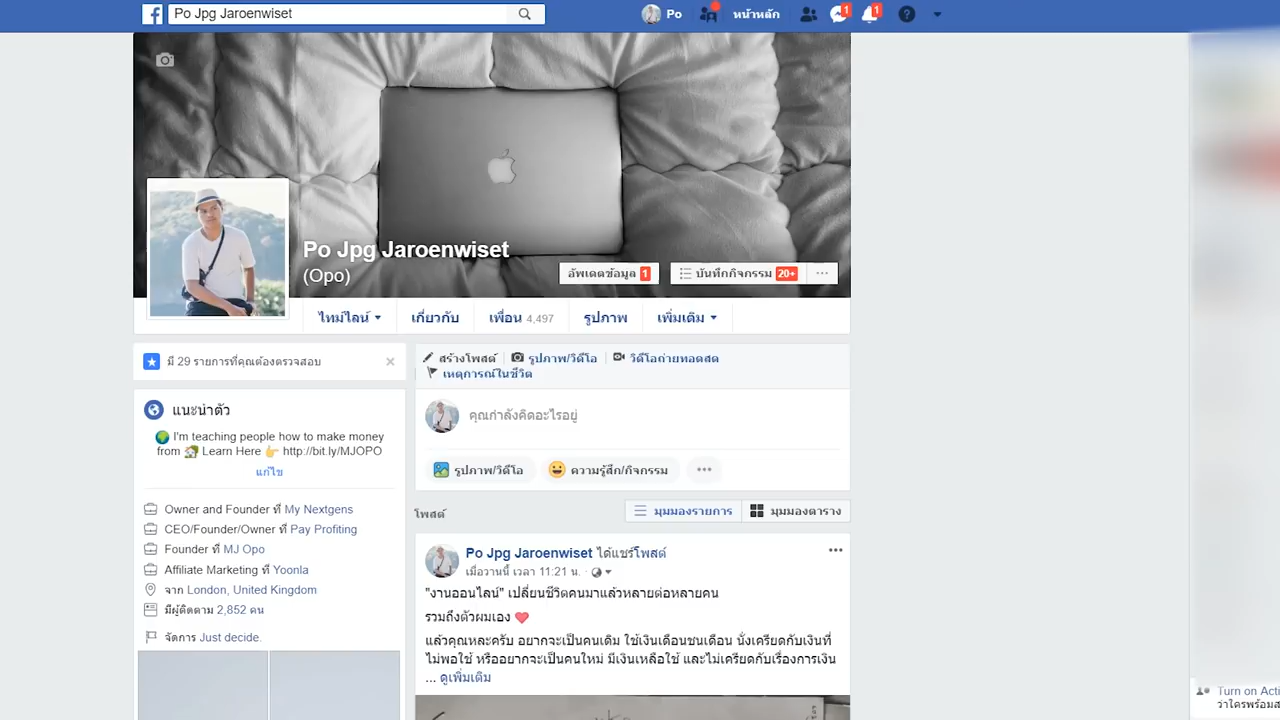 Po Jpg Jaroenwiset
Po
หน้าหลัก
1
1
Po Jpg Jaroenwiset
(Opo)
อัพเดตข้อมูล 1
บันทึกกิจกรรม 20+
ไทม์ไลน์
เกี่ยวกับ
เพื่อน 4,497
รูปภาพ
เพิ่มเติม
มี 29 รายการที่คุณต้องตรวจสอบ
สร้างโพสต์
รูปภาพ/วิดีโอ
วิดีโอถ่ายทอดสด
เหตุการณ์ในชีวิต
แนะนำตัว
I'm teaching people how to make money
from Learn Here http://bit.ly/MJOPO
แก้ไข
คุณกำลังคิดอะไรอยู่
รูปภาพ/วิดีโอ
ความรู้สึก/กิจกรรม
Owner and Founder ที่ My Nextgens
CEO/Founder/Owner ที่ Pay Profiting
Founder ที่ MJ Opo
Affiliate Marketing ที่ Yoonla
จาก London, United Kingdom
มีผู้ติดตาม 2,852 คน
จัดการ Just decide.
โพสต์
มุมมองรายการ
มุมมองตาราง
Po Jpg Jaroenwiset ได้แชร์โพสต์
เมื่อวานนี้ เวลา 11:21 น.
"งานออนไลน์" เปลี่ยนชีวิตคนมาแล้วหลายต่อหลายคน
รวมถึงตัวผมเอง
แล้วคุณหละครับ อยากจะเป็นคนเดิม ใช้เงินเดือนชนเดือน นั่งเครียดกับเงินที่
ไม่พอใช้ หรืออยากจะเป็นคนใหม่ มีเงินเหลือใช้ และไม่เครียดกับเรื่องการเงิน
... ดูเพิ่มเติม
Turn on Acti
ว่าใครพร้อมส